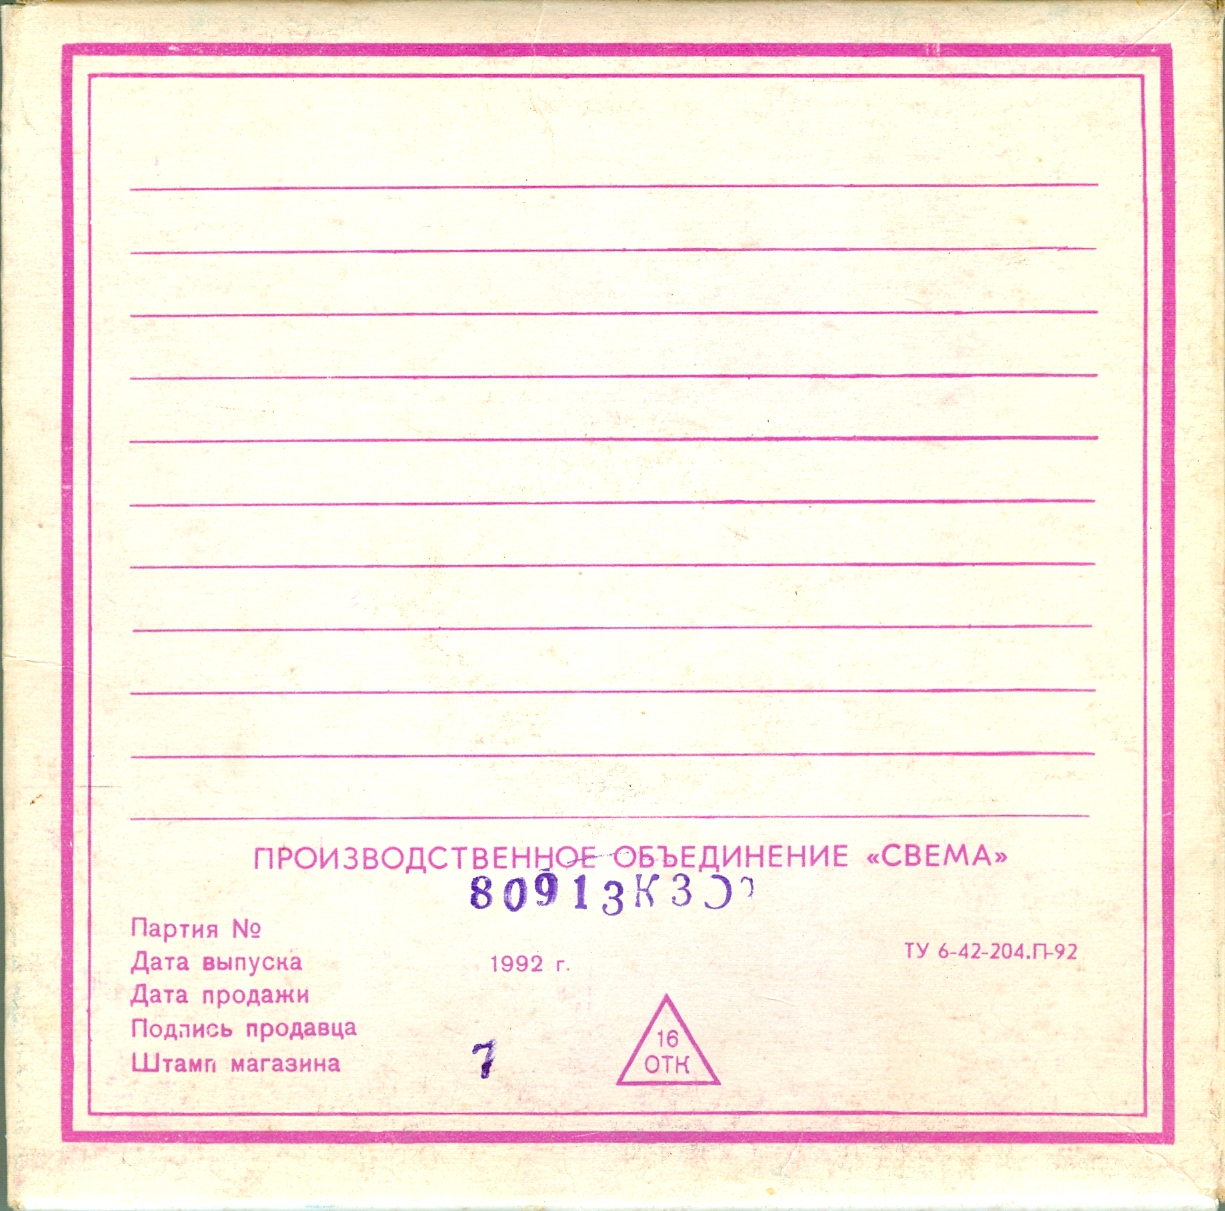 ПРОИЗВОДСТВЕННОЕ ОБЪЕДИНЕНИЕ «СВЕМА»
80913К3
Партия №
Дата выпуска 1992 г.
ТУ 6-42-204.П-92
Дата продажи
Подпись продавца
Штамп магазина 7
16
ОТК